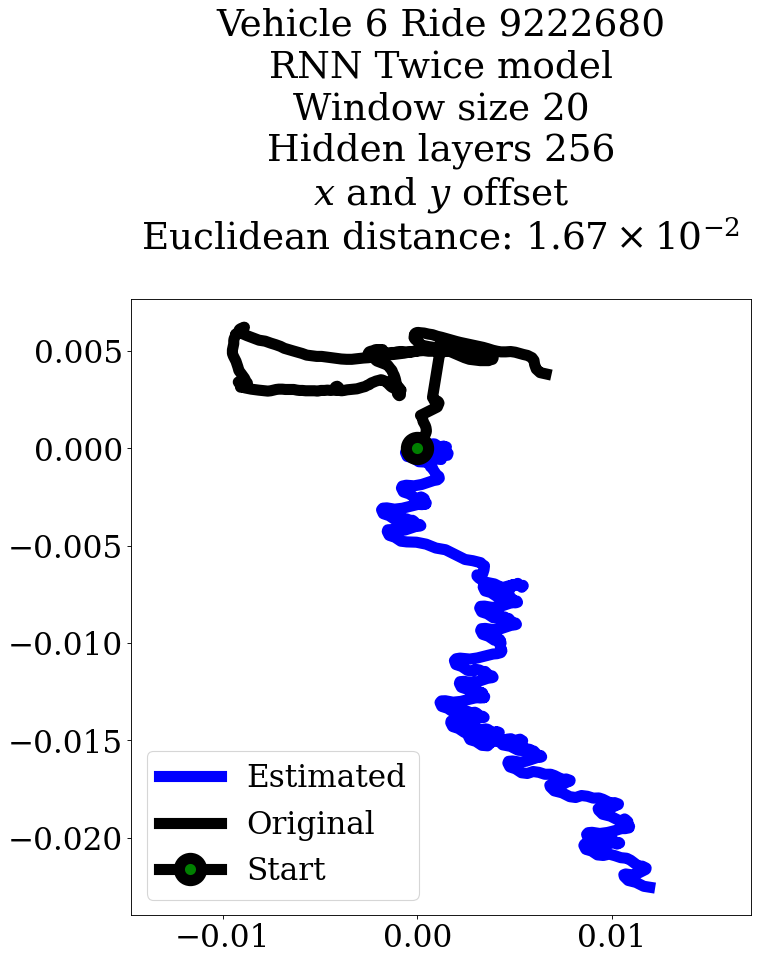 Vehicle 6 Ride 9222680
RNN Twice model
Window size 20
Hidden layers 256
x and y offset
Euclidean distance: 1.67 × 10⁻²
0.005
0.000
−0.005
−0.010
−0.015
−0.020
Estimated
Original
Start
−0.01 0.00 0.01